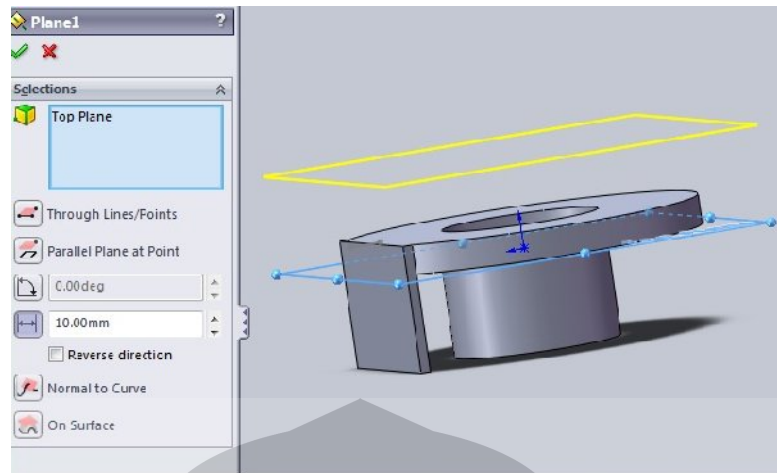 Plane1 ?
Selections
Top Plane
Through Lines/Points
Parallel Plane at Point
0.00deg
10.00mm
Reverse direction
Normal to Curve
On Surface